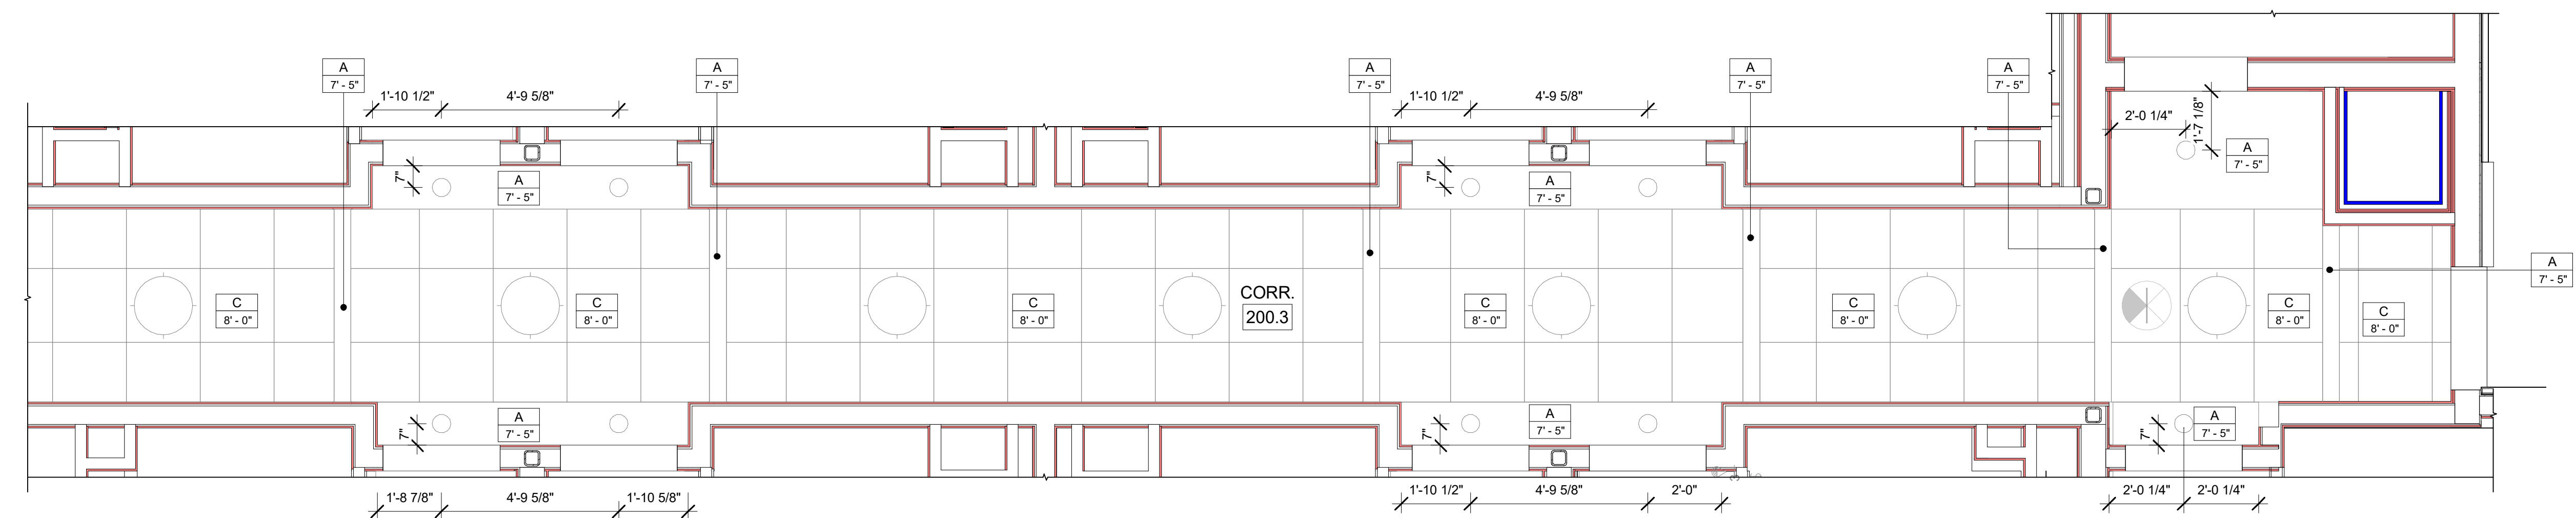 A
7' - 5"
A
7' - 5"
A
7' - 5"
A
7' - 5"
A
7' - 5"
1'-10 1/2"
4'-9 5/8"
1'-10 1/2"
4'-9 5/8"
2'-0 1/4"
1'-7 1/8"
A
7' - 5"
7"
A
7' - 5"
7"
A
7' - 5"
A
7' - 5"
C
8' - 0"
C
8' - 0"
C
8' - 0"
CORR.
200.3
C
8' - 0"
C
8' - 0"
C
8' - 0"
C
8' - 0"
7"
A
7' - 5"
7"
A
7' - 5"
7"
A
7' - 5"
1'-8 7/8"
4'-9 5/8"
1'-10 5/8"
1'-10 1/2"
4'-9 5/8"
2'-0"
2'-0 1/4"
2'-0 1/4"